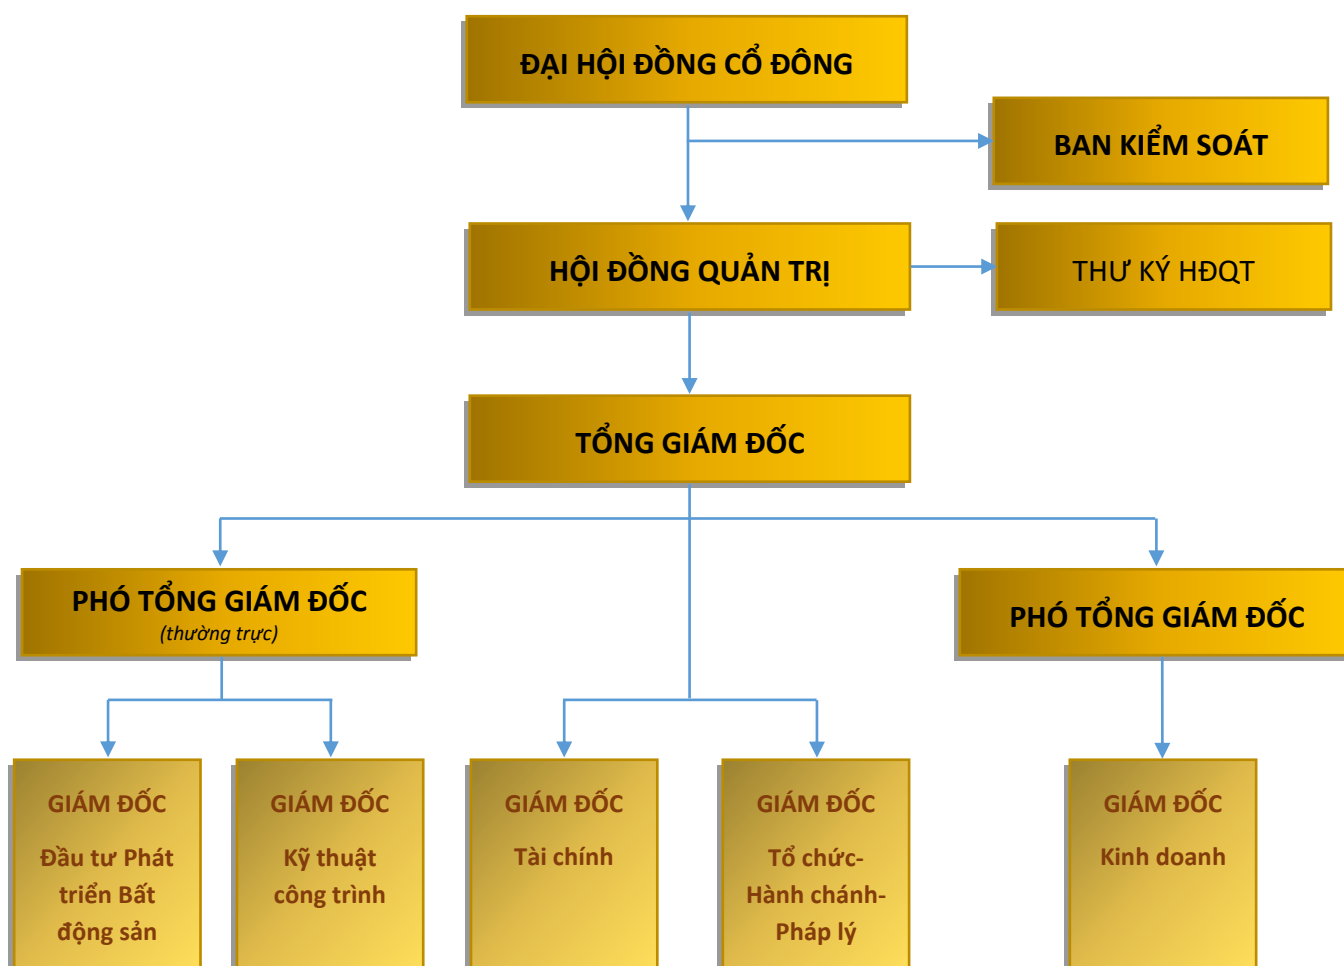 ĐẠI HỘI ĐỒNG CỔ ĐÔNG
BAN KIỂM SOÁT
HỘI ĐỒNG QUẢN TRỊ
THƯ KÝ HĐQT
TỔNG GIÁM ĐỐC
PHÓ TỔNG GIÁM ĐỐC
(thường trực)
PHÓ TỔNG GIÁM ĐỐC
GIÁM ĐỐC
Đầu tư Phát
triển Bất
động sản
GIÁM ĐỐC
Kỹ thuật
công trình
GIÁM ĐỐC
Tài chính
GIÁM ĐỐC
Tổ chức-
Hành chánh-
Pháp lý
GIÁM ĐỐC
Kinh doanh